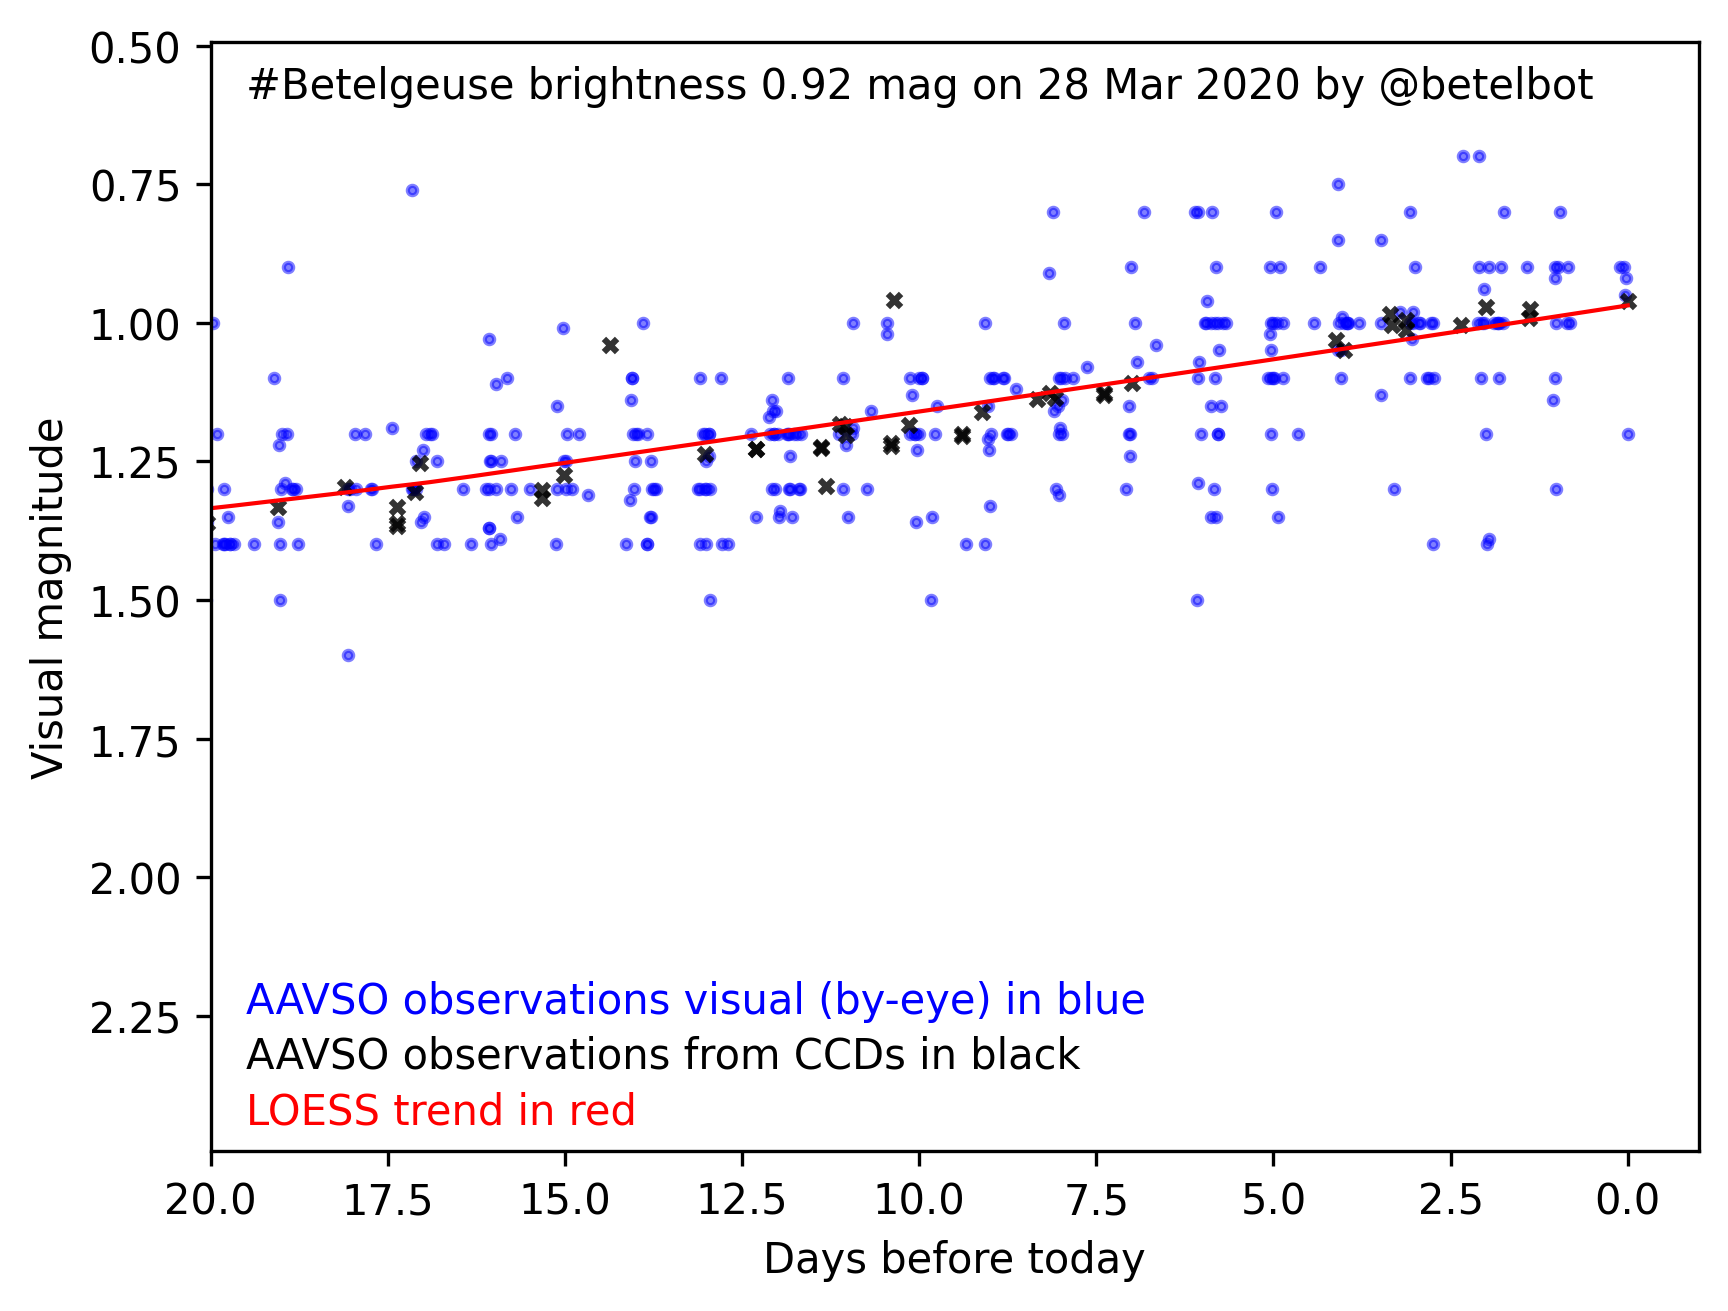 #Betelgeuse brightness 0.92 mag on 28 Mar 2020 by @betelbot
0.50
0.75
1.00
1.25
1.50
1.75
2.00
2.25
Visual magnitude
AAVSO observations visual (by-eye) in blue
AAVSO observations from CCDs in black
LOESS trend in red
20.0 17.5 15.0 12.5 10.0 7.5 5.0 2.5 0.0
Days before today